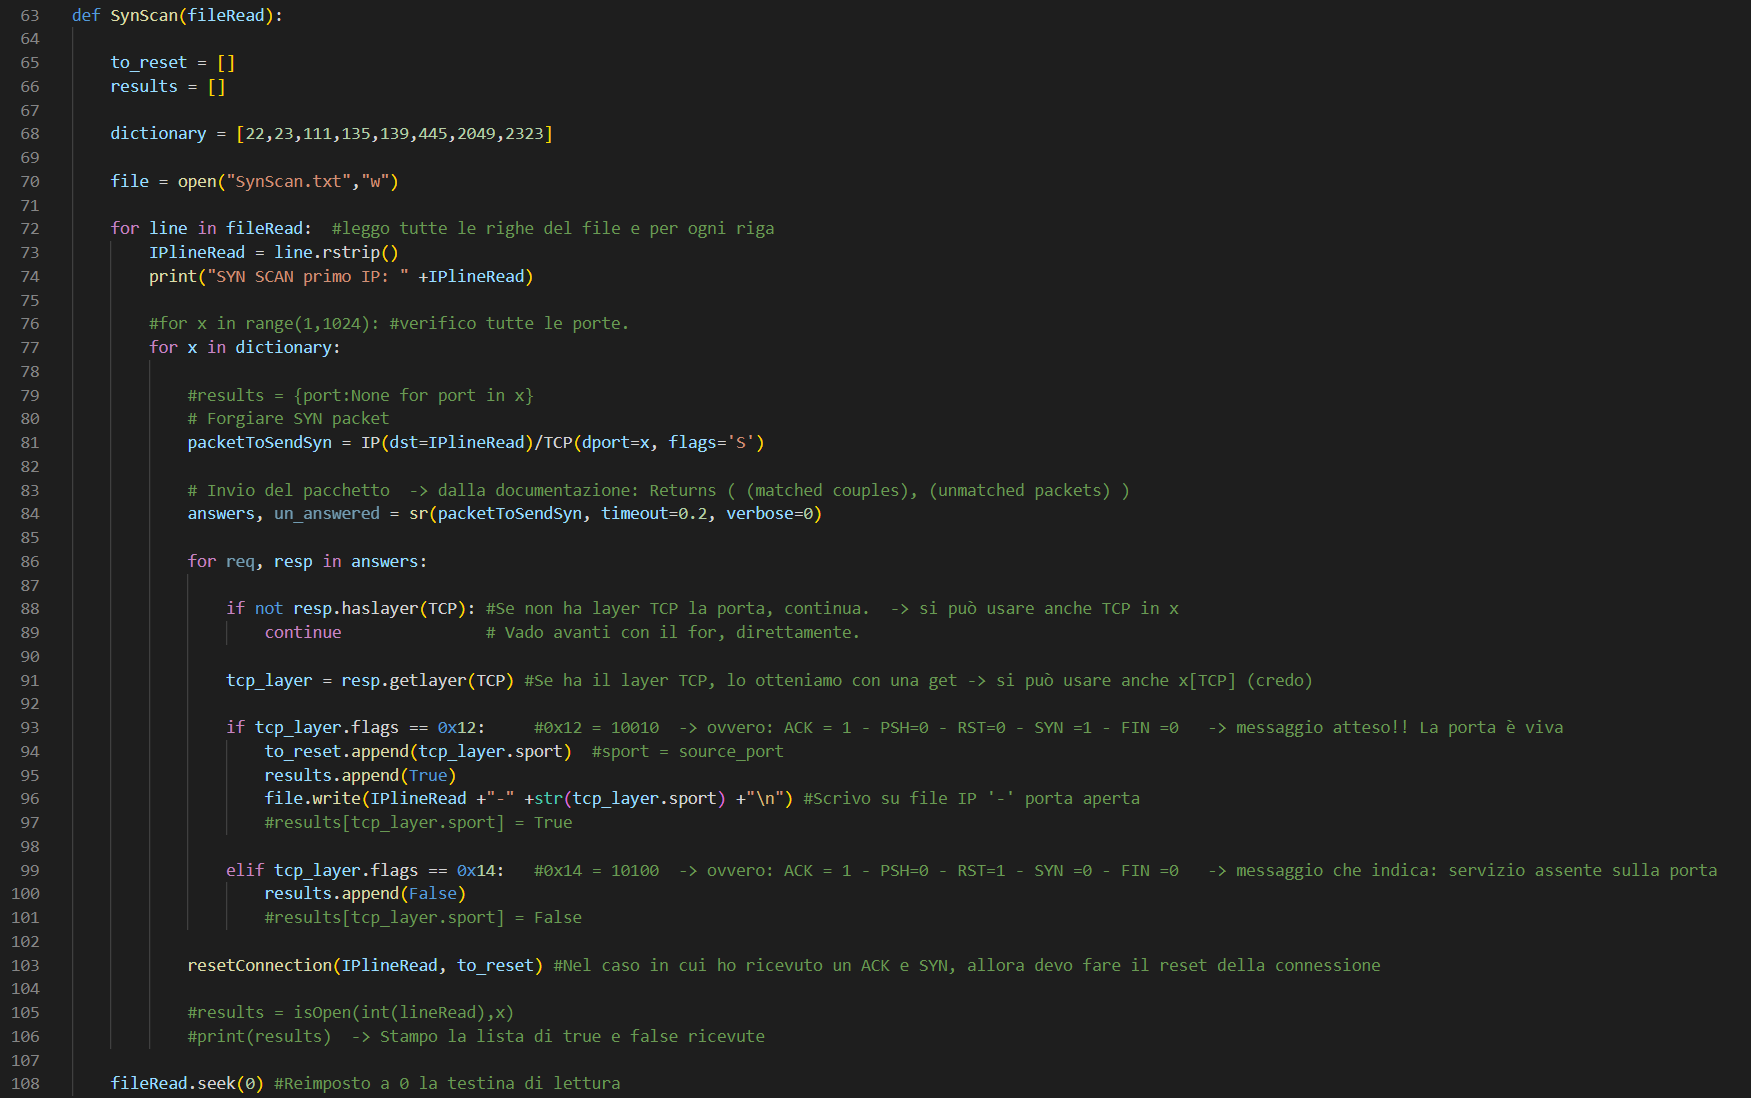 63 def SynScan(fileRead):
64
65 to_reset = []
66 results = []
67
68 dictionary = [22,23,111,135,139,445,2049,2323]
69
70 file = open("SynScan.txt","w")
71
72 for line in fileRead: #leggo tutte le righe del file e per ogni riga
73 IPlineRead = line.rstrip()
74 print("SYN SCAN primo IP: " +IPlineRead)
75
76 #for x in range(1,1024): #verifico tutte le porte.
77 for x in dictionary:
78
79 #results = {port:None for port in x}
80 # Forgiare SYN packet
81 packetToSendSyn = IP(dst=IPlineRead)/TCP(dport=x, flags='S')
82
83 # Invio del pacchetto -> dalla documentazione: Returns ( (matched couples), (unmatched packets) )
84 answers, un_answered = sr(packetToSendSyn, timeout=0.2, verbose=0)
85
86 for req, resp in answers:
87
88 if not resp.haslayer(TCP): #Se non ha layer TCP la porta, continua. -> si può usare anche TCP in x
89 continue # Vado avanti con il for, direttamente.
90
91 tcp_layer = resp.getlayer(TCP) #Se ha il layer TCP, lo otteniamo con una get -> si può usare anche x[TCP] (credo)
92
93 if tcp_layer.flags == 0x12: #0x12 = 10010 -> ovvero: ACK = 1 - PSH=0 - RST=0 - SYN =1 - FIN =0 -> messaggio atteso!! La porta è viva
94 to_reset.append(tcp_layer.sport) #sport = source_port
95 results.append(True)
96 file.write(IPlineRead +"-" +str(tcp_layer.sport) +"\n") #Scrivo su file IP '-' porta aperta
97 #results[tcp_layer.sport] = True
98
99 elif tcp_layer.flags == 0x14: #0x14 = 10100 -> ovvero: ACK = 1 - PSH=0 - RST=1 - SYN =0 - FIN =0 -> messaggio che indica: servizio assente sulla porta
100 results.append(False)
101 #results[tcp_layer.sport] = False
102
103 resetConnection(IPlineRead, to_reset) #Nel caso in cui ho ricevuto un ACK e SYN, allora devo fare il reset della connessione
104
105 #results = isOpen(int(lineRead),x)
106 #print(results) -> Stampo la lista di true e false ricevute
107
108 fileRead.seek(0) #Reimposto a 0 la testina di lettura